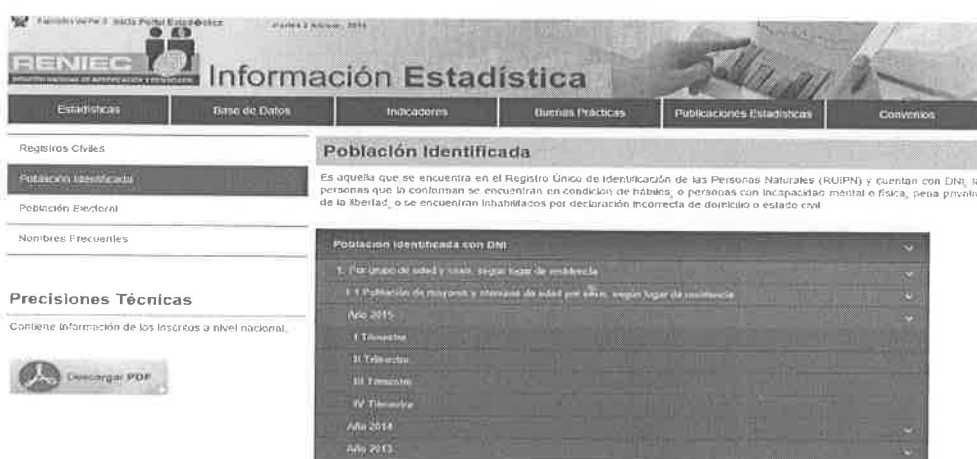 RENIEC
Información Estadística
Estadísticas
Base de Datos
Indicadores
Buenas Prácticas
Publicaciones Estadísticas
Convenios
Registros Civiles
Población Identificada
Población Electoral
Nombres Frecuentes
Precisiones Técnicas
Contiene información de los inscritos a nivel nacional.
Descargar PDF
Población Identificada
Es aquella que se encuentra en el Registro Único de Identificación de las Personas Naturales (RUIPN) y cuentan con DNI,
personas que la conforman se encuentran en condición de hábiles, o personas con incapacidad mental o física, pena
de la libertad, o se encuentran inhabilitados por declaración incorrecta de domicilio o estado civil
Población Identificada con DNI
1. Por grupo de edad y sexo, según lugar de residencia
1.1 Población de mayores y menores de edad por sexo, según lugar de residencia
Año 2015
I Trimestre
II Trimestre
III Trimestre
IV Trimestre
Año 2014
Año 2013